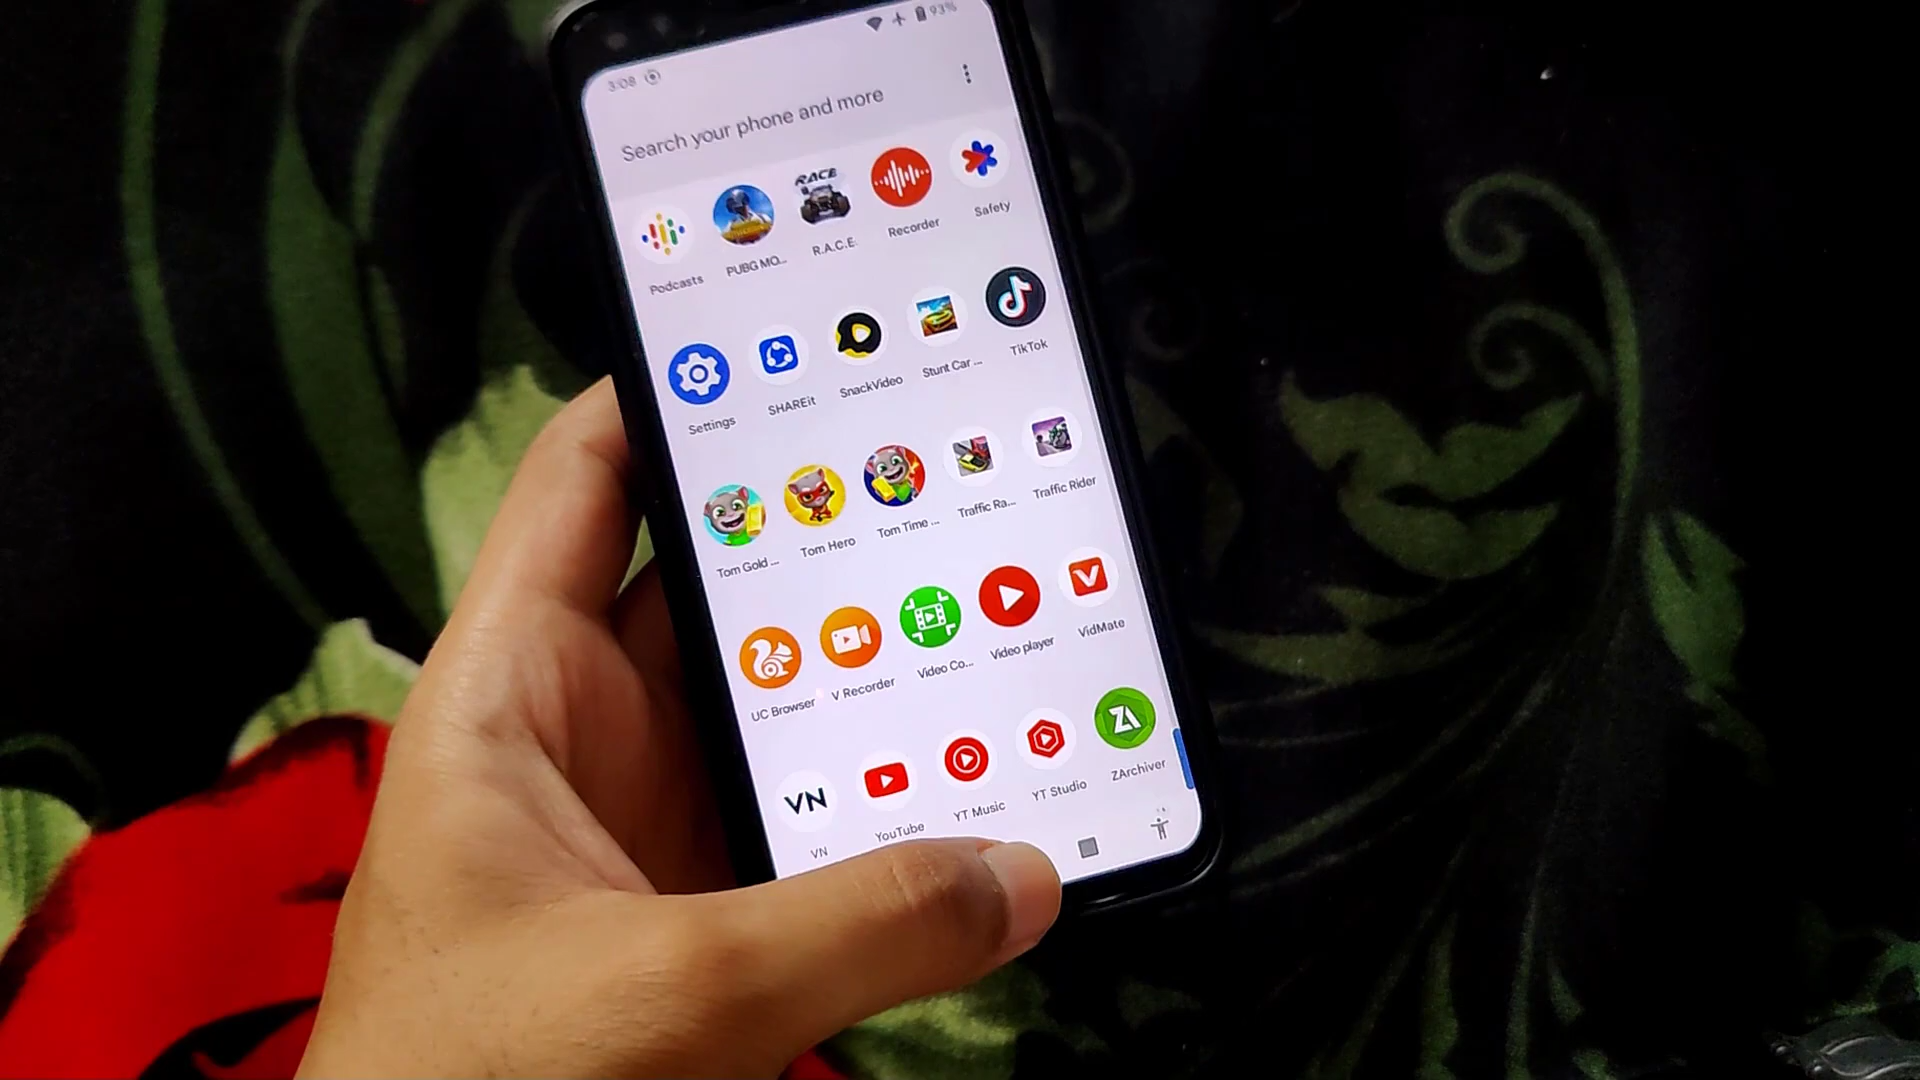 3:08 93%
Search your phone and more
RACE
Podcasts PUBG MO... R.A.C.E. Recorder Safety
Settings SHAREit SnackVideo Stunt Car ... TikTok
Tom Gold ... Tom Hero Tom Time ... Traffic Ra... Traffic Rider
UC Browser V Recorder Video Co... Video player VidMate
VN ZA
VN YouTube YT Music YT Studio ZArchiver